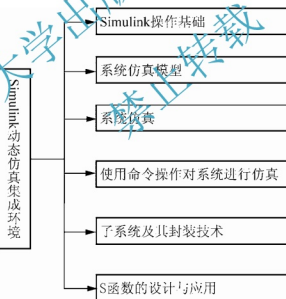 Simulink动态仿真集成环境
Simulink操作基础
系统仿真模型
系统仿真
使用命令操作对系统进行仿真
子系统及其封装技术
S函数的设计与应用
大学出版
禁止转载